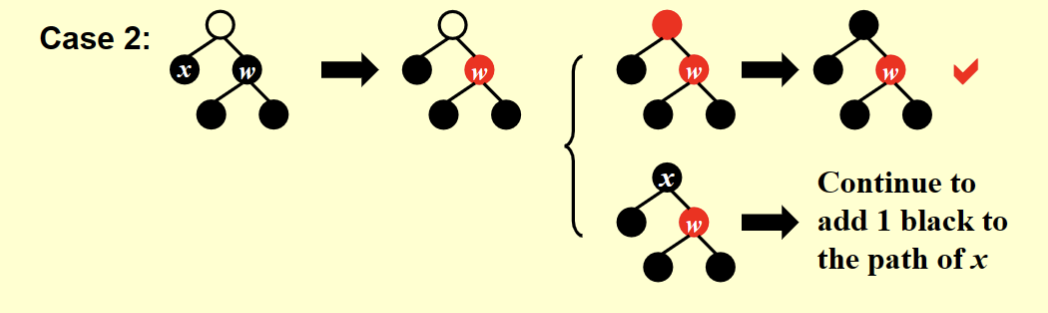 Case 2:
x
w
w
w
w
x
w
Continue to
add 1 black to
the path of x